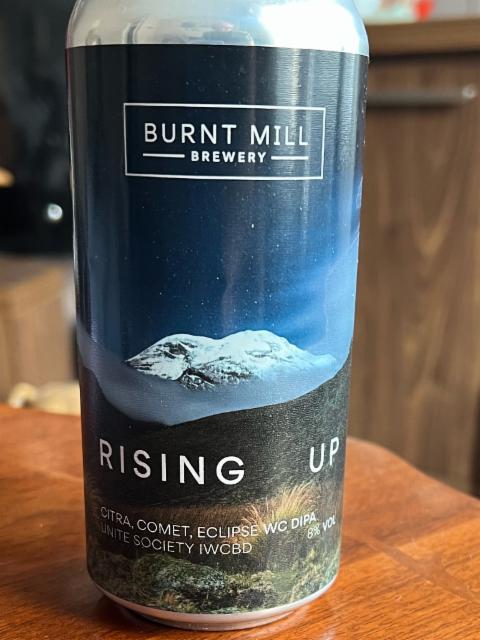 BURNT MILL
BREWERY
RISING UP
CITRA, COMET, ECLIPSE WC DIPA
UNITE SOCIETY IWCBD
8% VOL